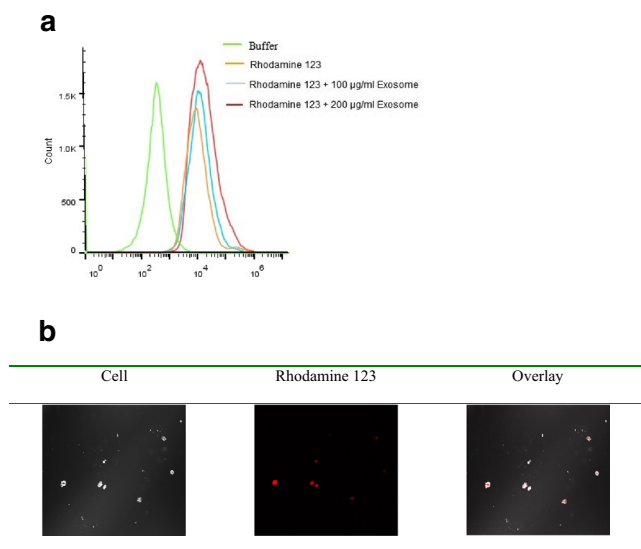 a
Buffer
Rhodamine 123
Rhodamine 123 + 100 µg/ml Exosome
Rhodamine 123 + 200 µg/ml Exosome
1.5K
1.0K
500
0
Count
10^0
10^2
10^4
10^6
b
Cell Rhodamine 123 Overlay